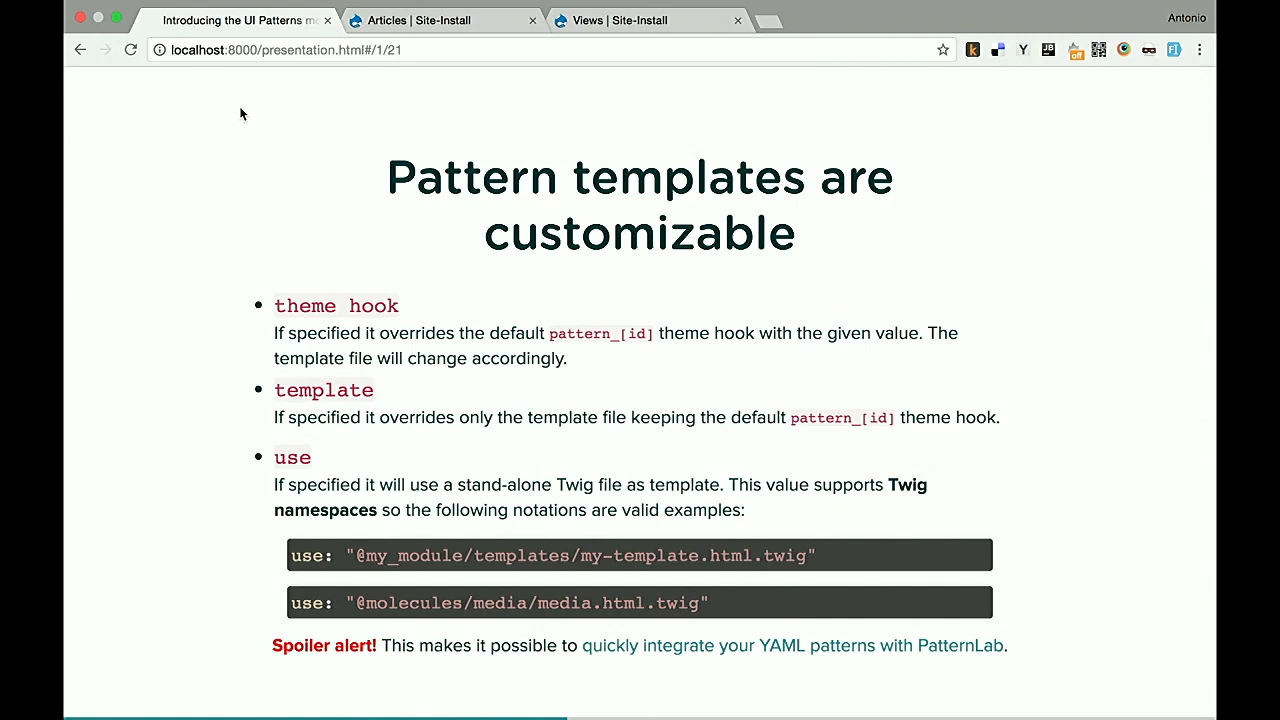 Introducing the UI Patterns mo
Articles | Site-Install
Views | Site-Install
Antonio
localhost:8000/presentation.html#/1/21
Pattern templates are
customizable
theme hook
If specified it overrides the default pattern_[id] theme hook with the given value. The
template file will change accordingly.
template
If specified it overrides only the template file keeping the default pattern_[id] theme hook.
use
If specified it will use a stand-alone Twig file as template. This value supports Twig
namespaces so the following notations are valid examples:
use: "@my_module/templates/my-template.html.twig"
use: "@molecules/media/media.html.twig"
Spoiler alert! This makes it possible to quickly integrate your YAML patterns with PatternLab.